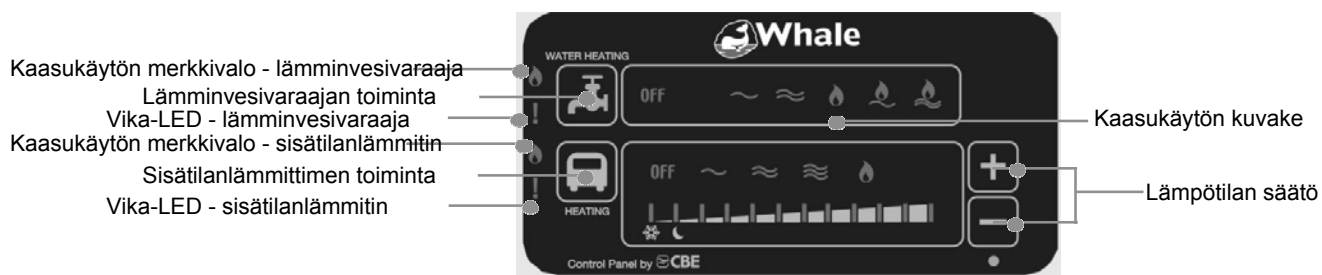 Whale
WATER HEATING
Kaasukäytön merkkivalo - lämminvesivaraaja
Lämminvesivaraajan toiminta
OFF
Vika-LED - lämminvesivaraaja
Kaasukäytön kuvake
Kaasukäytön merkkivalo - sisätilanlämmitin
Sisätilanlämmittimen toiminta
OFF
Lämpötilan säätö
Vika-LED - sisätilanlämmitin
HEATING
Control Panel by CBE